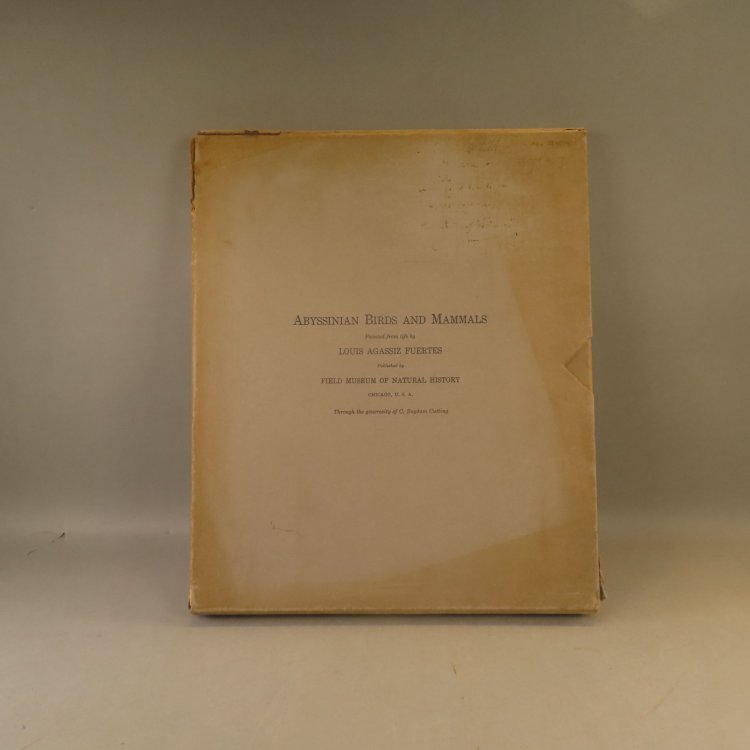 ABYSSINIAN BIRDS AND MAMMALS
Painted from life by
LOUIS AGASSIZ FUERTES
Published by
FIELD MUSEUM OF NATURAL HISTORY
CHICAGO, U. S. A.
Through the generosity of C. Suydam Cutting